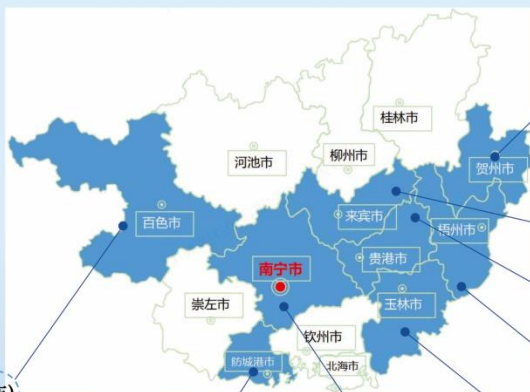 桂林市
柳州市
河池市
贺州市
百色市
来宾市
梧州市
贵港市
南宁市
玉林市
崇左市
钦州市
防城港市
北海市